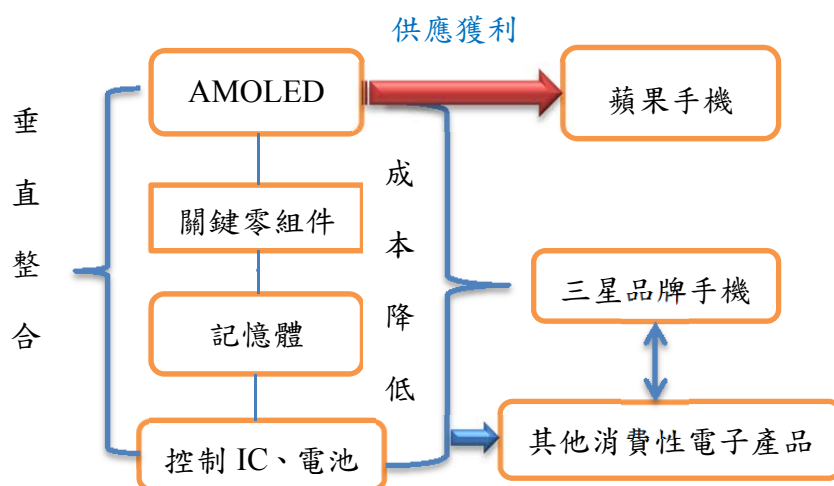 供應獲利
AMOLED
蘋果手機
垂直整合
關鍵零組件
成本降低
三星品牌手機
記憶體
其他消費性電子產品
控制 IC、電池